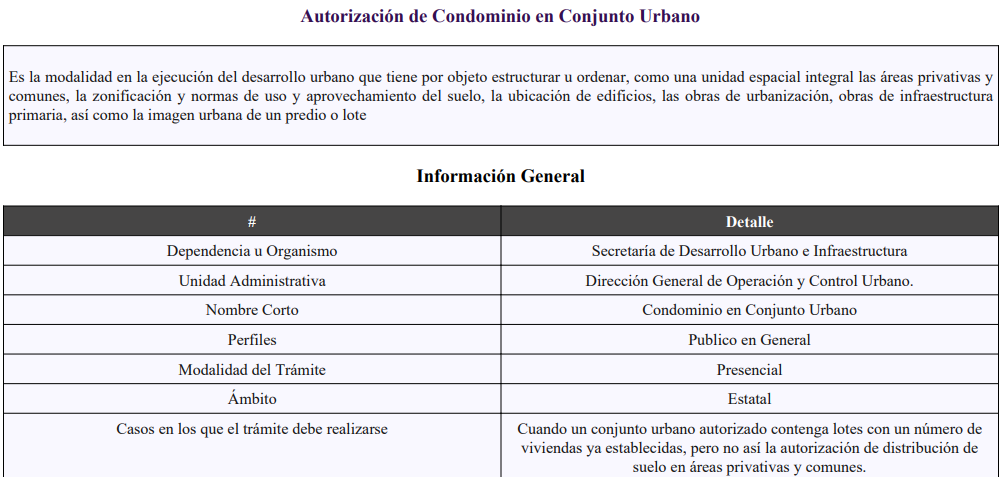 Autorización de Condominio en Conjunto Urbano
Es la modalidad en la ejecución del desarrollo urbano que tiene por objeto estructurar u ordenar, como una unidad espacial integral las áreas privativas y
comunes, la zonificación y normas de uso y aprovechamiento del suelo, la ubicación de edificios, las obras de urbanización, obras de infraestructura
primaria, así como la imagen urbana de un predio o lote
Información General
# Detalle
Dependencia u Organismo Secretaría de Desarrollo Urbano e Infraestructura
Unidad Administrativa Dirección General de Operación y Control Urbano.
Nombre Corto Condominio en Conjunto Urbano
Perfiles Publico en General
Modalidad del Trámite Presencial
Ámbito Estatal
Casos en los que el trámite debe realizarse Cuando un conjunto urbano autorizado contenga lotes con un número de
viviendas ya establecidas, pero no así la autorización de distribución de
suelo en áreas privativas y comunes.